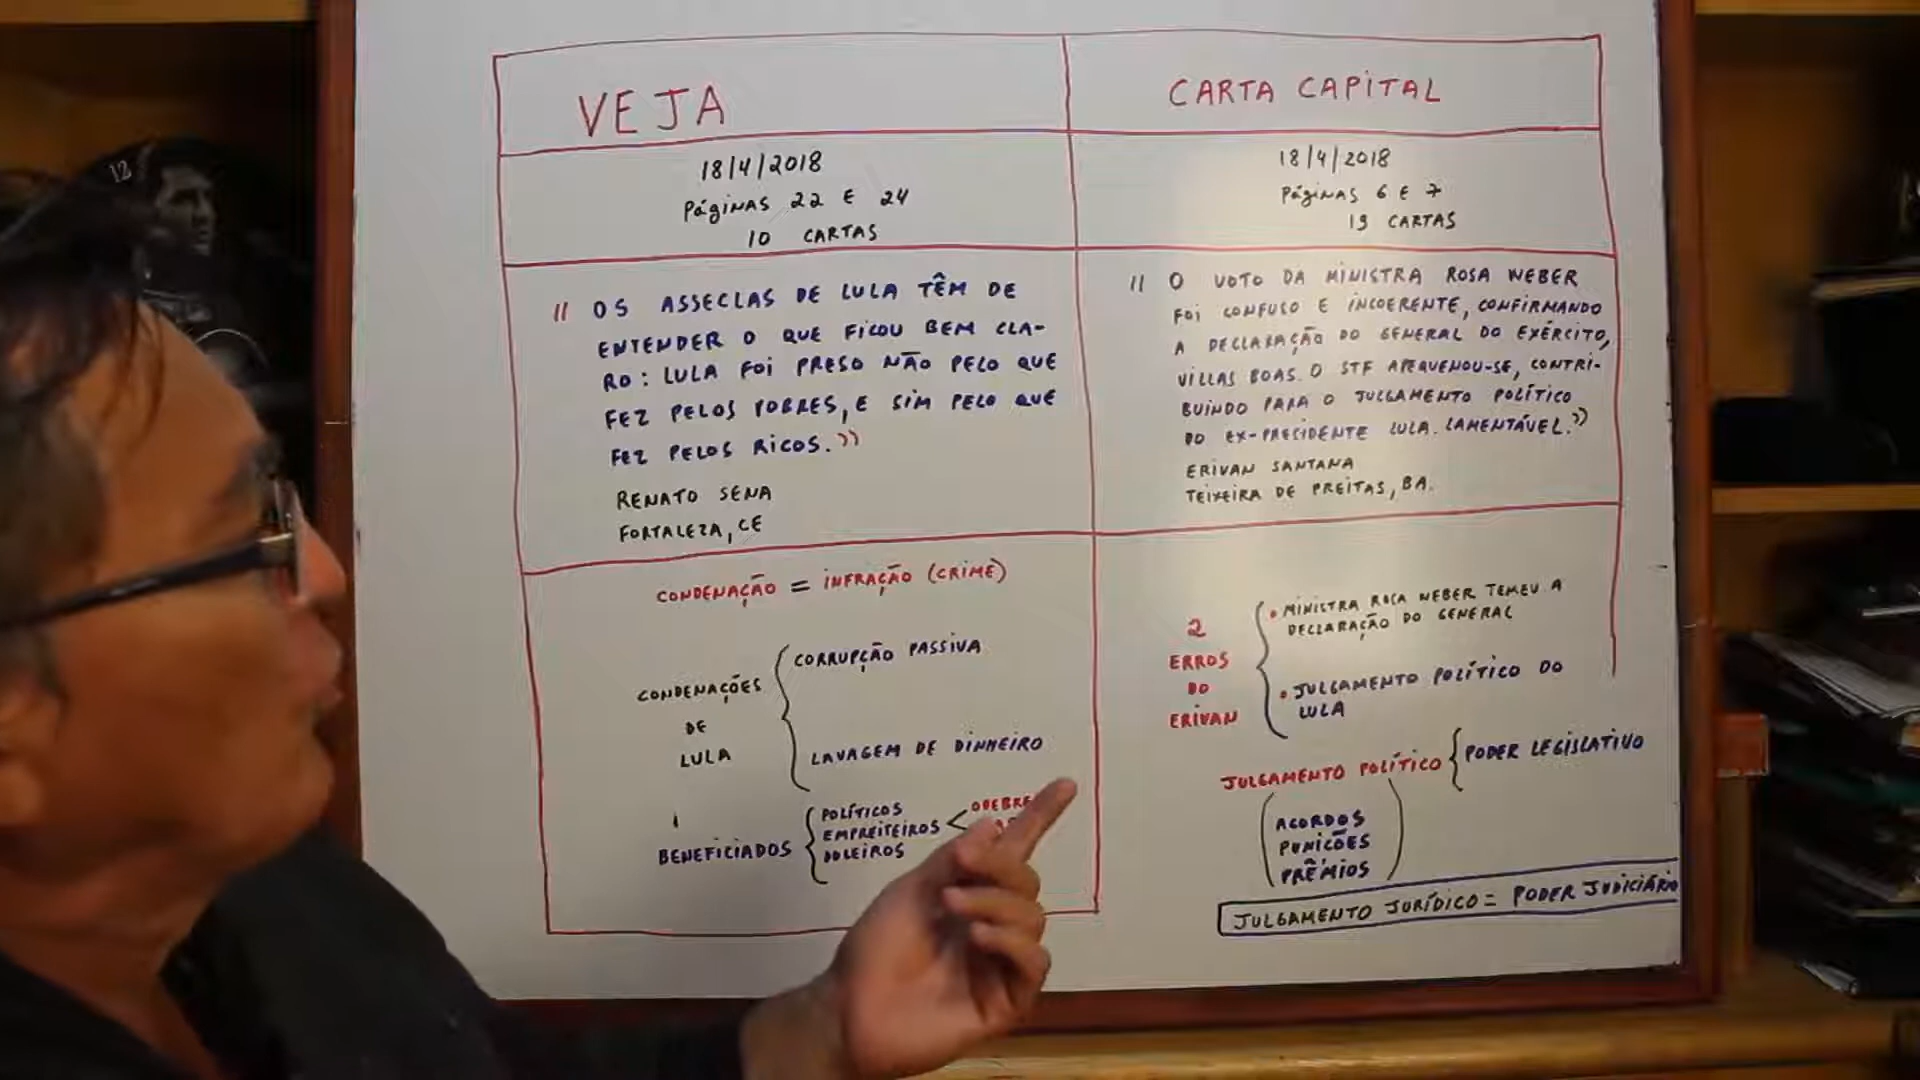 12
VEJA
18/4/2018
PÁGINAS 22 E 24
10 CARTAS
" OS ASSECLAS DE LULA TÊM DE
ENTENDER O QUE FICOU BEM CLA-
RO: LULA FOI PRESO NÃO PELO QUE
FEZ PELOS POBRES, E SIM PELO QUE
FEZ PELOS RICOS."
RENATO SENA
FORTALEZA, CE
CONDENAÇÃO = INFRAÇÃO (CRIME)
CONDENAÇÕES
DE
LULA
CORRUPÇÃO PASSIVA
LAVAGEM DE DINHEIRO
BENEFICIADOS
POLÍTICOS
EMPREITEIROS
DOLEIROS
CARTA CAPITAL
18/4/2018
PÁGINAS 6 E 7
13 CARTAS
" O VOTO DA MINISTRA ROSA WEBER
FOI CONFUSO E INCOERENTE, CONFIRMANDO
A DECLARAÇÃO DO GENERAL DO EXÉRCITO,
VILLAS BOAS. O STF APEQUENOU-SE, CONTRI-
BUINDO PARA O JULGAMENTO POLÍTICO
DO EX-PRESIDENTE LULA. LAMENTÁVEL."
ERIVAN SANTANA
TEIXEIRA DE FREITAS, BA.
2
ERROS
DO
ERIVAN
• MINISTRA ROSA WEBER TEMEU A
DECLARAÇÃO DO GENERAL
• JULGAMENTO POLÍTICO DO
LULA
JULGAMENTO POLÍTICO { PODER LEGISLATIVO
ACORDOS
PUNIÇÕES
PRÊMIOS
JULGAMENTO JURÍDICO = PODER JUDICIÁRIO